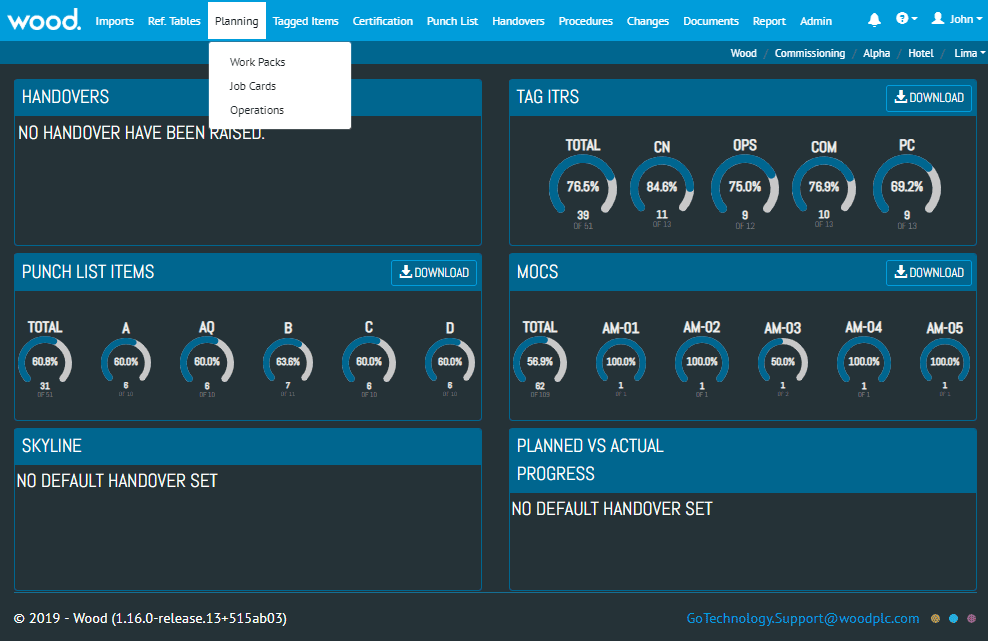 wood. Imports Ref. Tables Planning Tagged Items Certification Punch List Handovers Procedures Changes Documents Report Admin John
Wood / Commissioning / Alpha / Hotel / Lima
Work Packs
Job Cards
Operations
HANDOVERS
NO HANDOVER HAVE BEEN RAISED.
TAG ITRS
DOWNLOAD
TOTAL CN OPS COM PC
76.5% 84.6% 75.0% 76.9% 69.2%
39 11 9 10 9
OF 51 OF 13 OF 12 OF 13 OF 13
PUNCH LIST ITEMS
DOWNLOAD
TOTAL A AQ B C D
60.8% 60.0% 60.0% 63.6% 60.0% 60.0%
31 6 6 7 6 6
OF 51 OF 10 OF 10 OF 11 OF 10 OF 10
MOCS
DOWNLOAD
TOTAL AM-01 AM-02 AM-03 AM-04 AM-05
56.9% 100.0% 100.0% 50.0% 100.0% 100.0%
62 1 1 1 1 1
OF 109 OF 1 OF 1 OF 2 OF 1 OF 1
SKYLINE
NO DEFAULT HANDOVER SET
PLANNED VS ACTUAL
PROGRESS
NO DEFAULT HANDOVER SET
© 2019 - Wood (1.16.0-release.13+515ab03)
GoTechnology.Support@woodplc.com